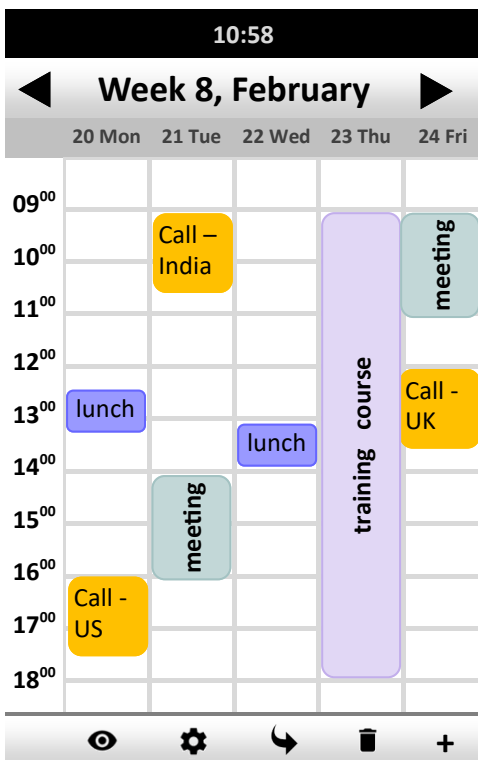 10:58
Week 8, February
20 Mon 21 Tue 22 Wed 23 Thu 24 Fri
09⁰⁰
10⁰⁰
11⁰⁰
12⁰⁰
13⁰⁰
14⁰⁰
15⁰⁰
16⁰⁰
17⁰⁰
18⁰⁰
lunch
Call -
US
Call –
India
meeting
lunch
training course
meeting
Call -
UK